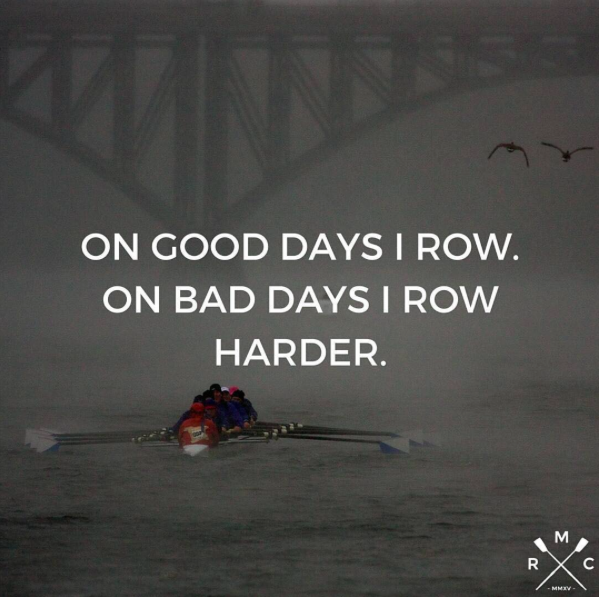 ON GOOD DAYS I ROW.
ON BAD DAYS I ROW
HARDER.
M
R C
- MMXV -